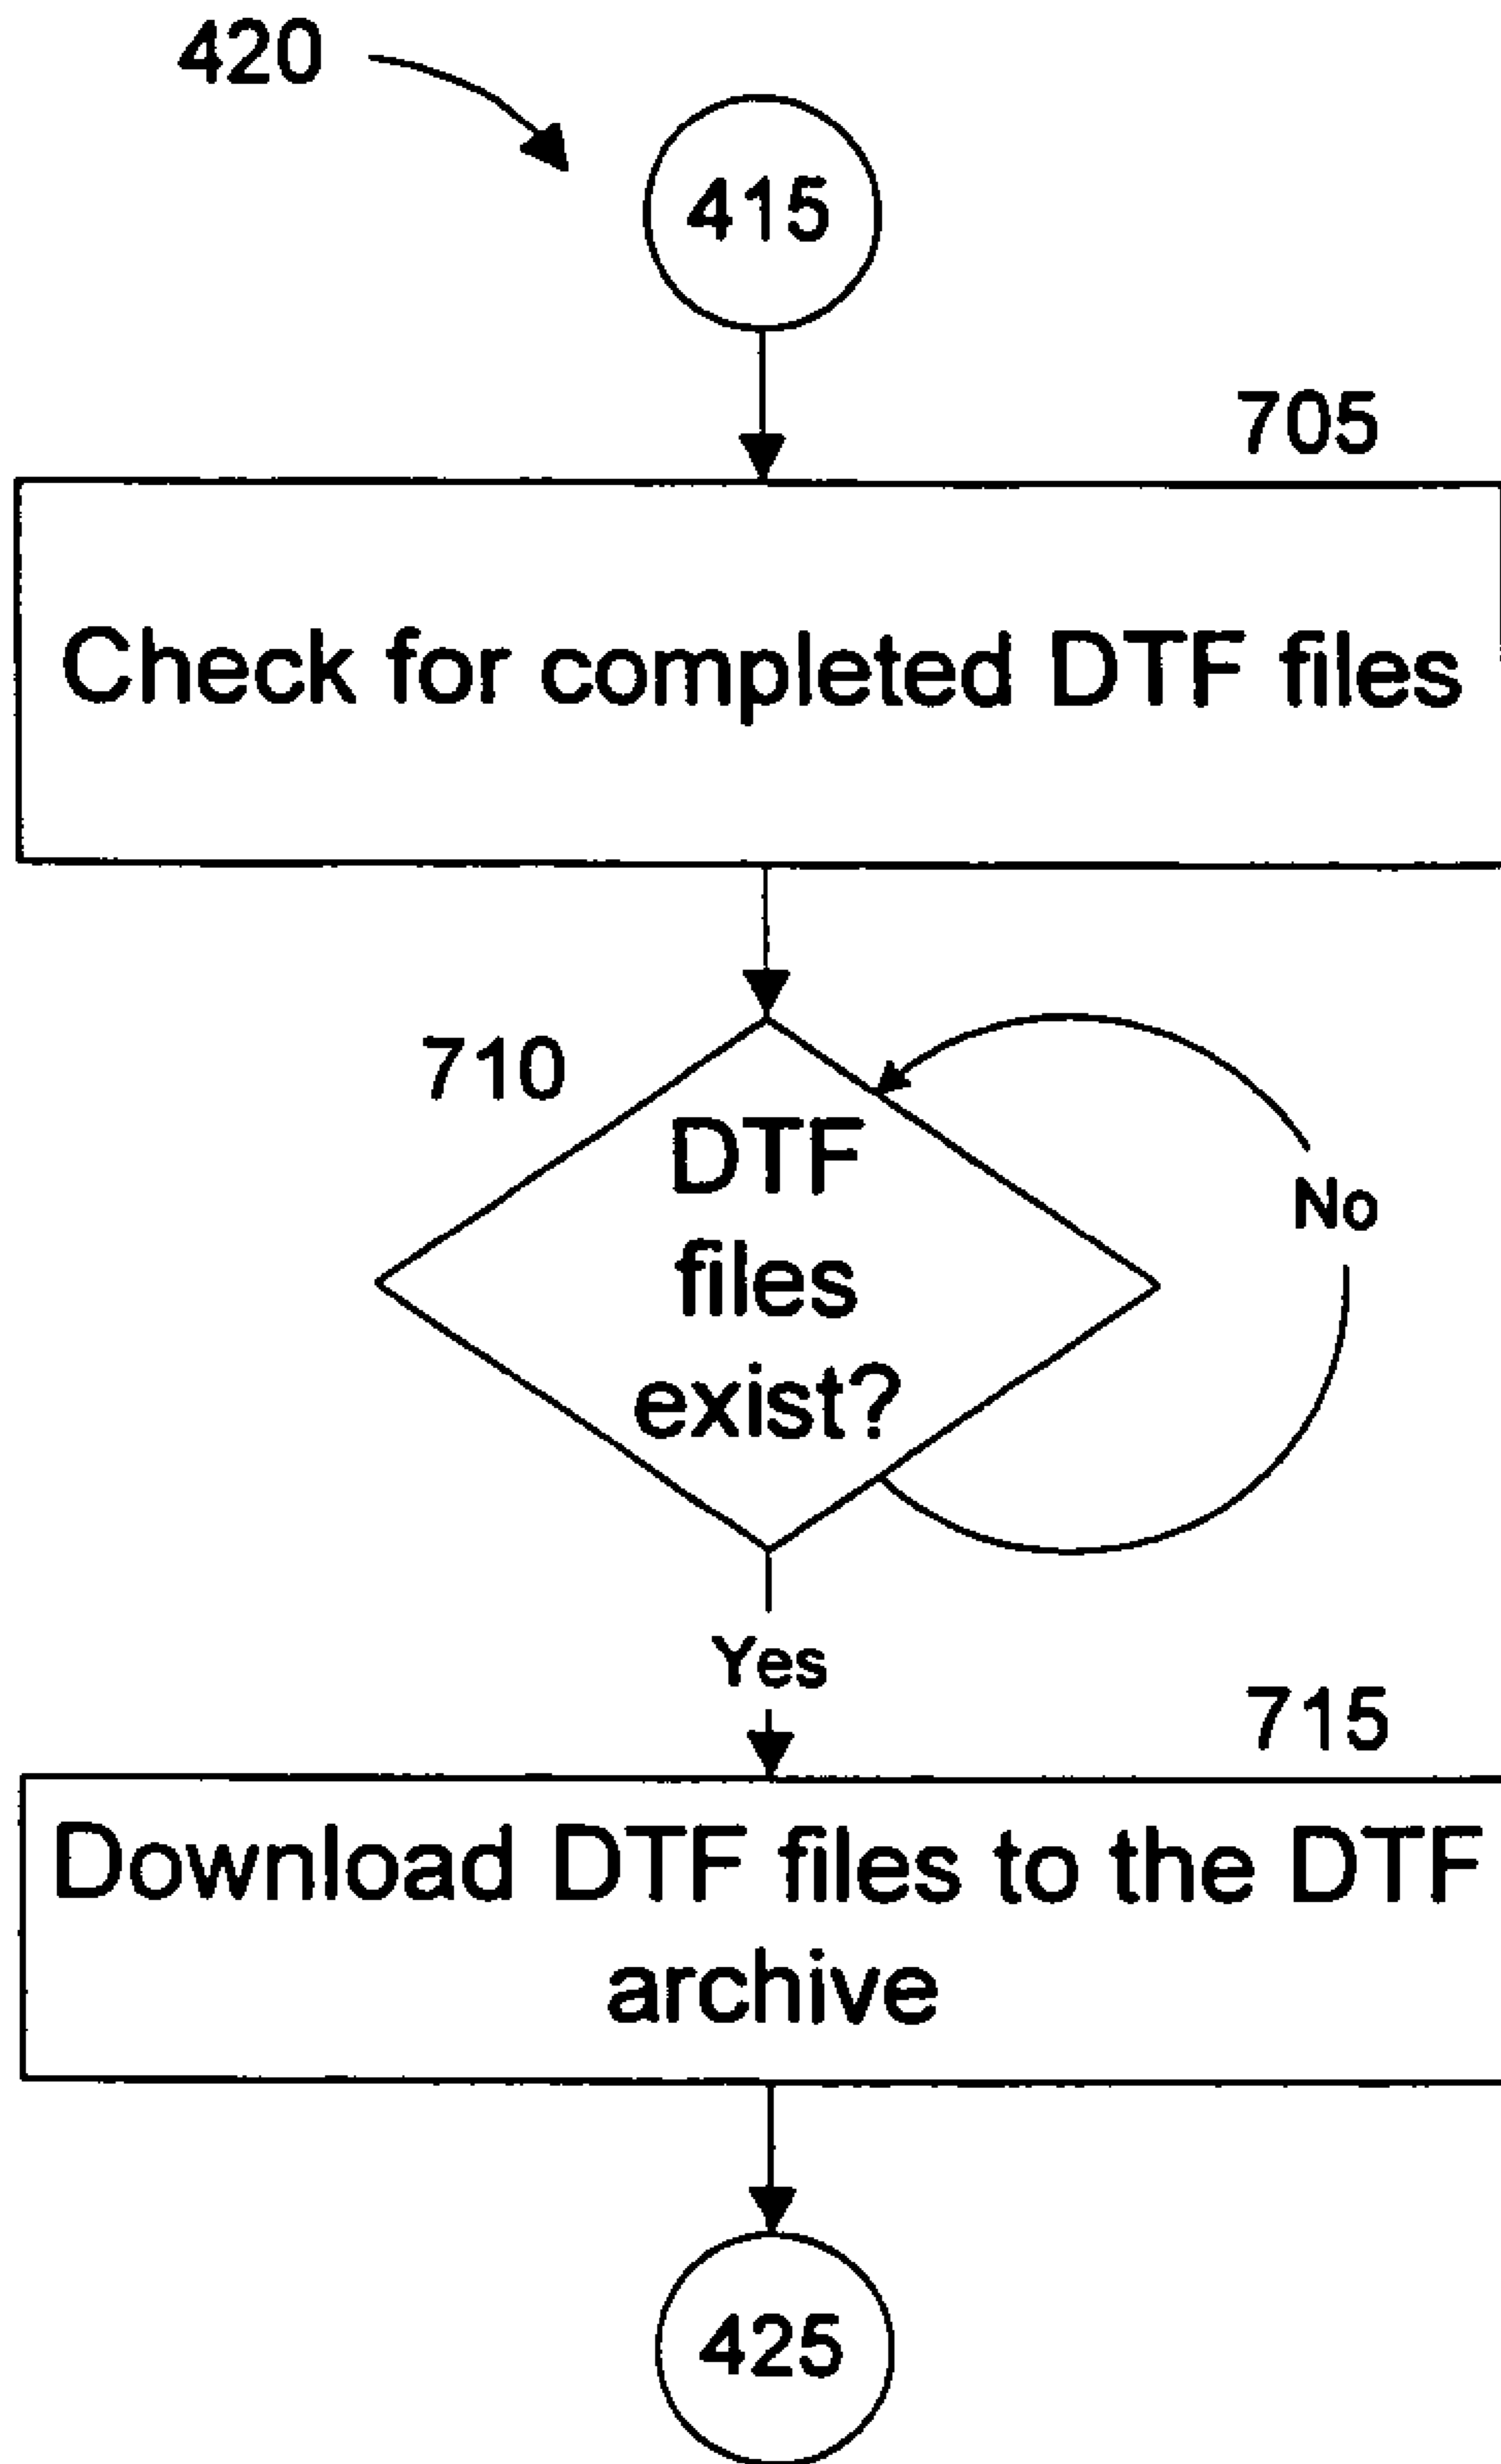 420
415
705
Check for completed DTF files
710
DTF
files
exist?
No
Yes
715
Download DTF files to the DTF
archive
425